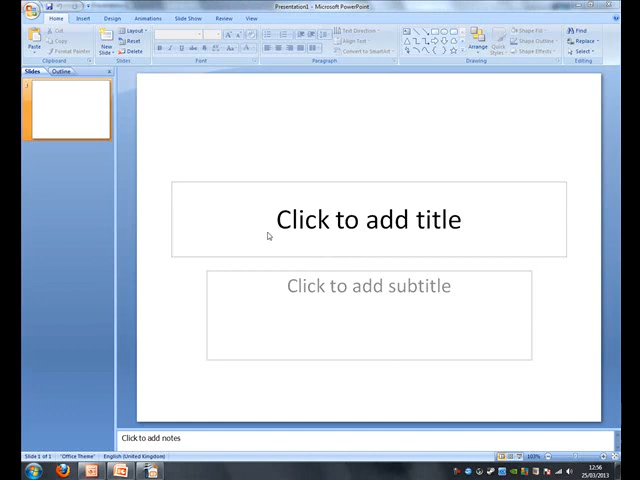 Presentation1 - Microsoft PowerPoint
Home Insert Design Animations Slide Show Review View
Paste
Cut
Copy
Format Painter
Clipboard
New Slide
Layout
Reset
Delete
Slides
Font
Paragraph
Text Direction
Align Text
Convert to SmartArt
Arrange
Quick Styles
Shape Fill
Shape Outline
Shape Effects
Drawing
Find
Replace
Select
Editing
Slides Outline
1
Click to add title
Click to add subtitle
Click to add notes
Slide 1 of 1 "Office Theme" English (United Kingdom) 103%
12:56
25/03/2013